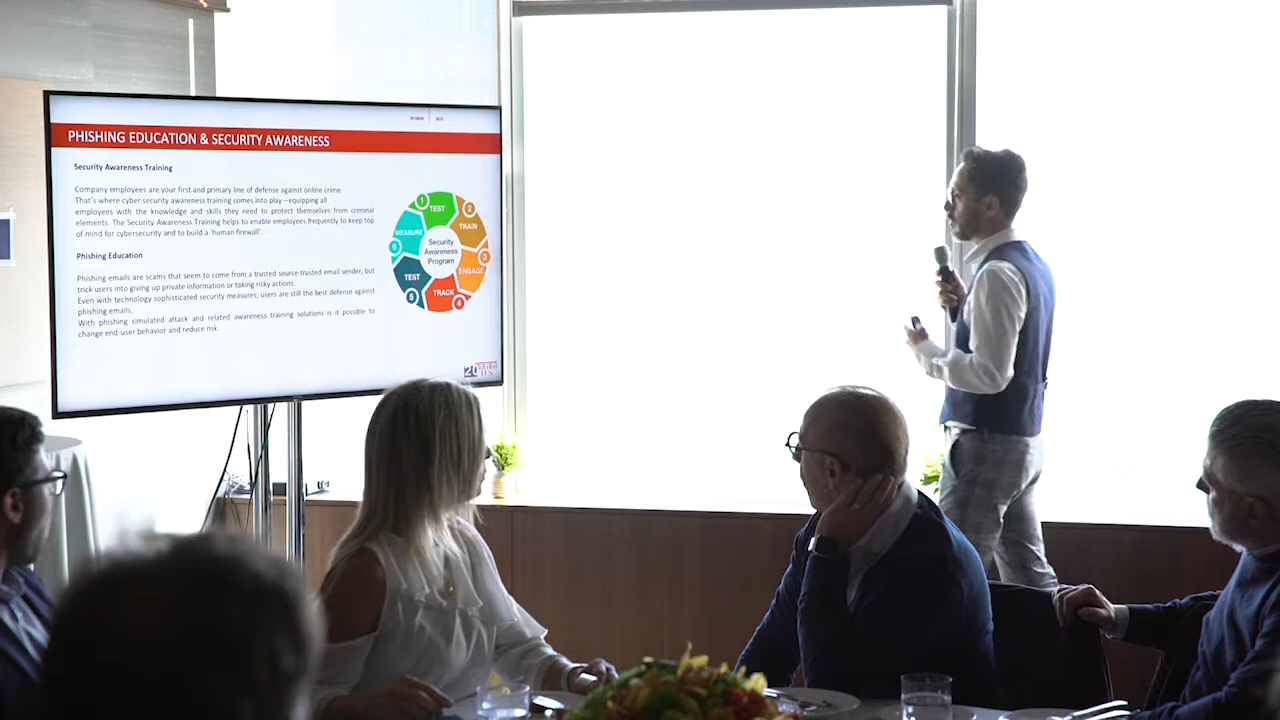 PHISHING EDUCATION & SECURITY AWARENESS
Security Awareness Training
Company employees are your first and primary line of defense against online crime.
That's where cyber security awareness training comes into play—equipping all
employees with the knowledge and skills they need to protect themselves from criminal
elements. The Security Awareness Training helps to enable employees frequently to keep top
of mind for cybersecurity and to build a 'human firewall'.
Phishing Education
Phishing emails are scams that seem to come from a trusted source trusted email sender, but
trick users into giving up private information or taking risky actions.
Even with technology sophisticated security measures, users are still the best defense against
phishing emails.
With phishing simulated attack and related awareness training solutions is it possible to
change end-user behavior and reduce risk.
1 TEST
2 TRAIN
3 ENGAGE
4 TRACK
5 TEST
6 MEASURE
Security
Awareness
Program